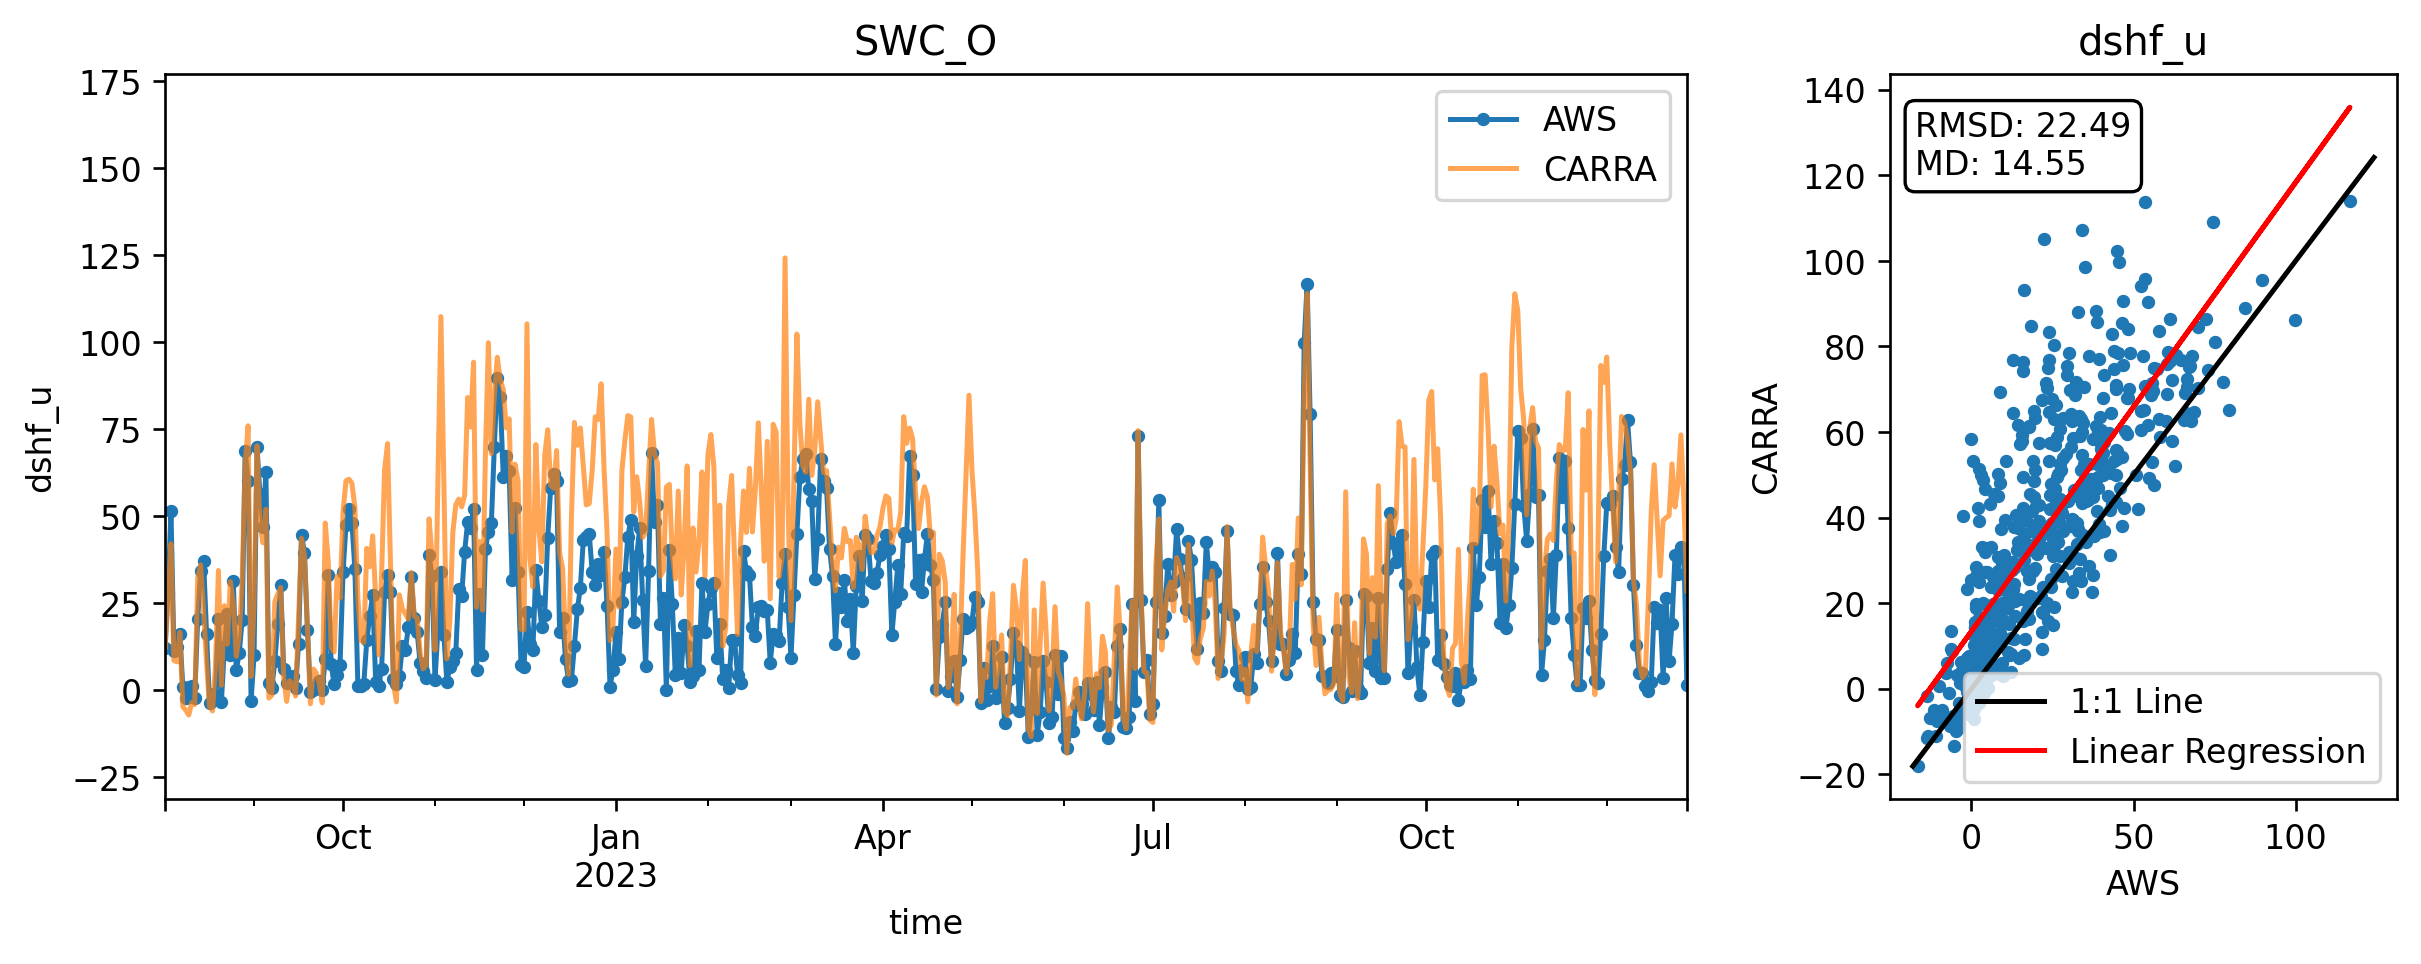 SWC_O
dshf_u
175
150
125
100
75
50
25
0
−25
AWS
CARRA
Oct
Jan
2023
Apr
Jul
Oct
time
dshf_u
CARRA
140
120
100
80
60
40
20
0
−20
RMSD: 22.49
MD: 14.55
1:1 Line
Linear Regression
0
50
100
AWS